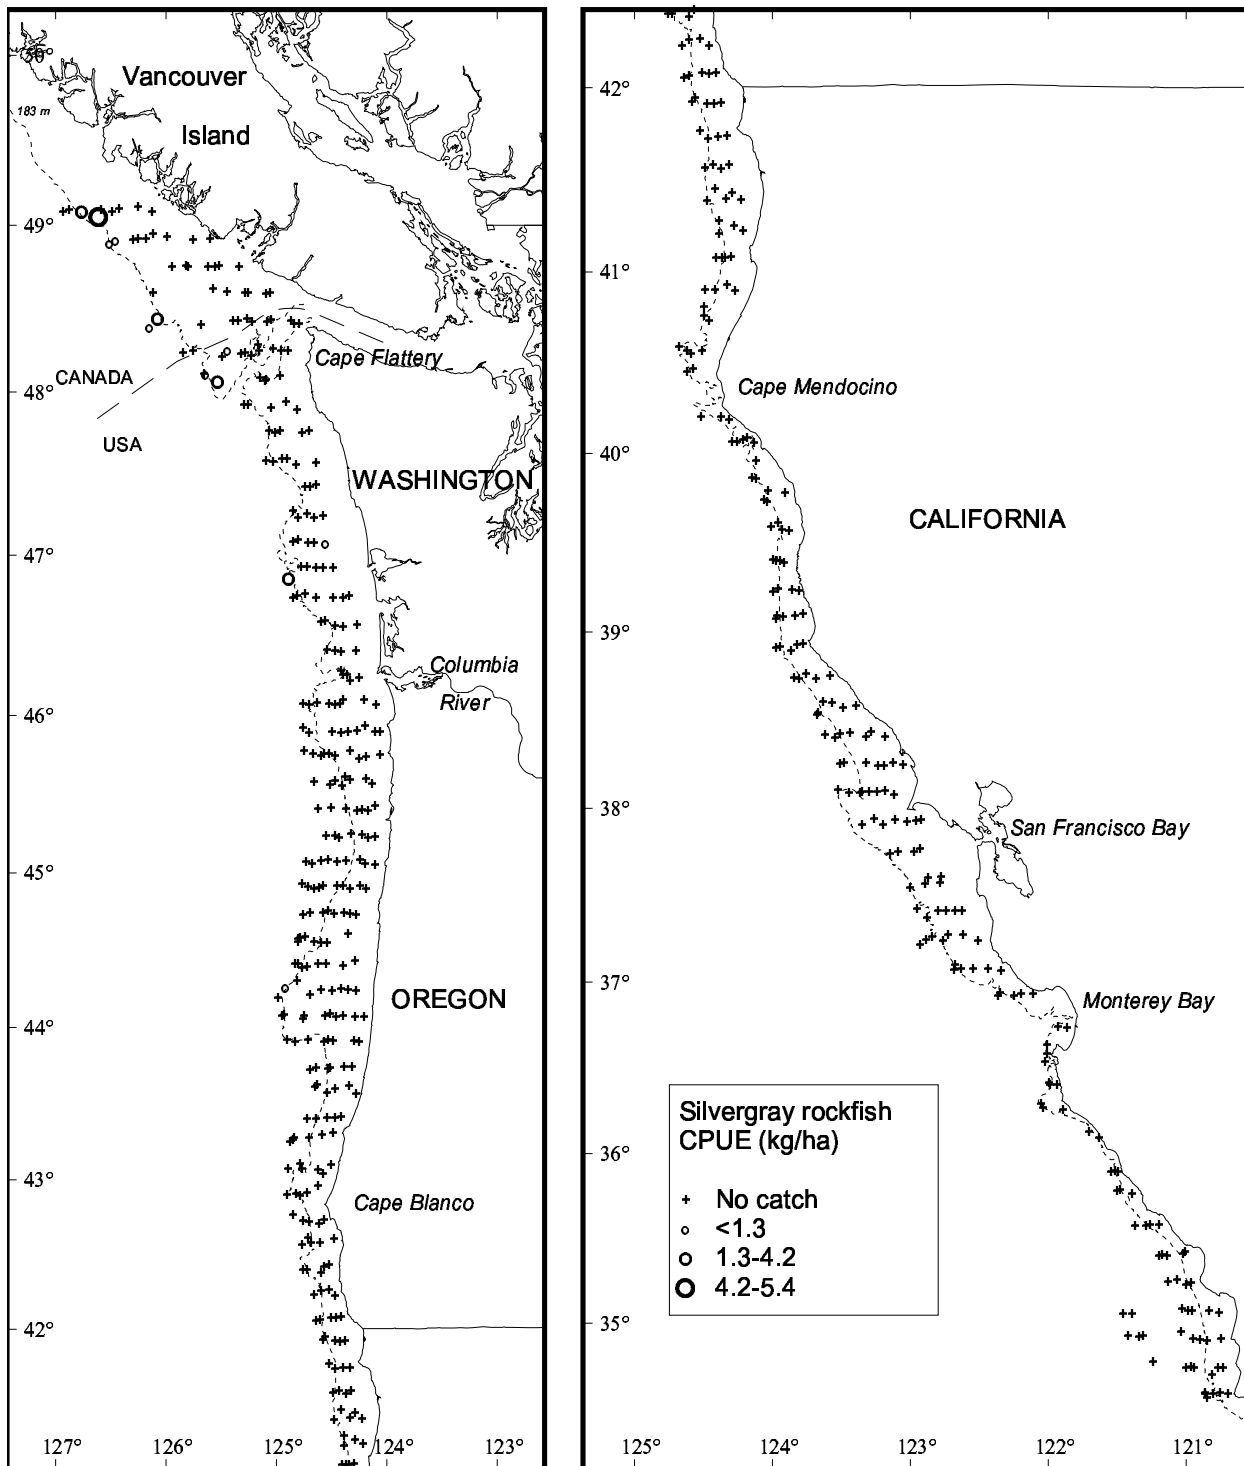 50
Vancouver
183 m
Island
49°
Cape Flattery
CANADA
48°
USA
WASHINGTON
47°
Columbia
River
46°
45°
OREGON
44°
43°
Cape Blanco
42°
127°
126°
125°
124°
123°
42°
41°
Cape Mendocino
40°
CALIFORNIA
39°
38°
San Francisco Bay
37°
Monterey Bay
Silvergray rockfish
CPUE (kg/ha)
No catch
<1.3
1.3-4.2
4.2-5.4
36°
35°
125°
124°
123°
122°
121°